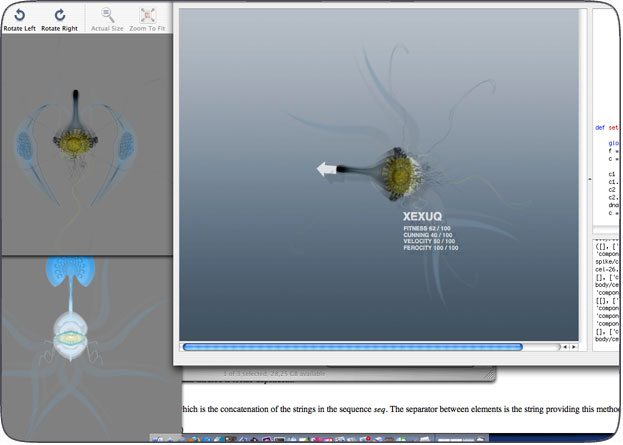 Rotate Left Rotate Right Actual Size Zoom To Fit
XEXUQ
FITNESS 62 / 100
CUNNING 40 / 100
VELOCITY 50 / 100
FEROCITY 100 / 100
def set
glo
f =
c =
c1
c1.
c2
c2.
dno
c =
([], ['
'compon
spike/c
cei-26.
[], ['c
body/ce
'compon
[[], ['
'compon
'compon
'compon
[], ['c
body/ce
1 of 3 selected, 28,25 GB available
hich is the concatenation of the strings in the sequence seq. The separator between elements is the string providing this metho